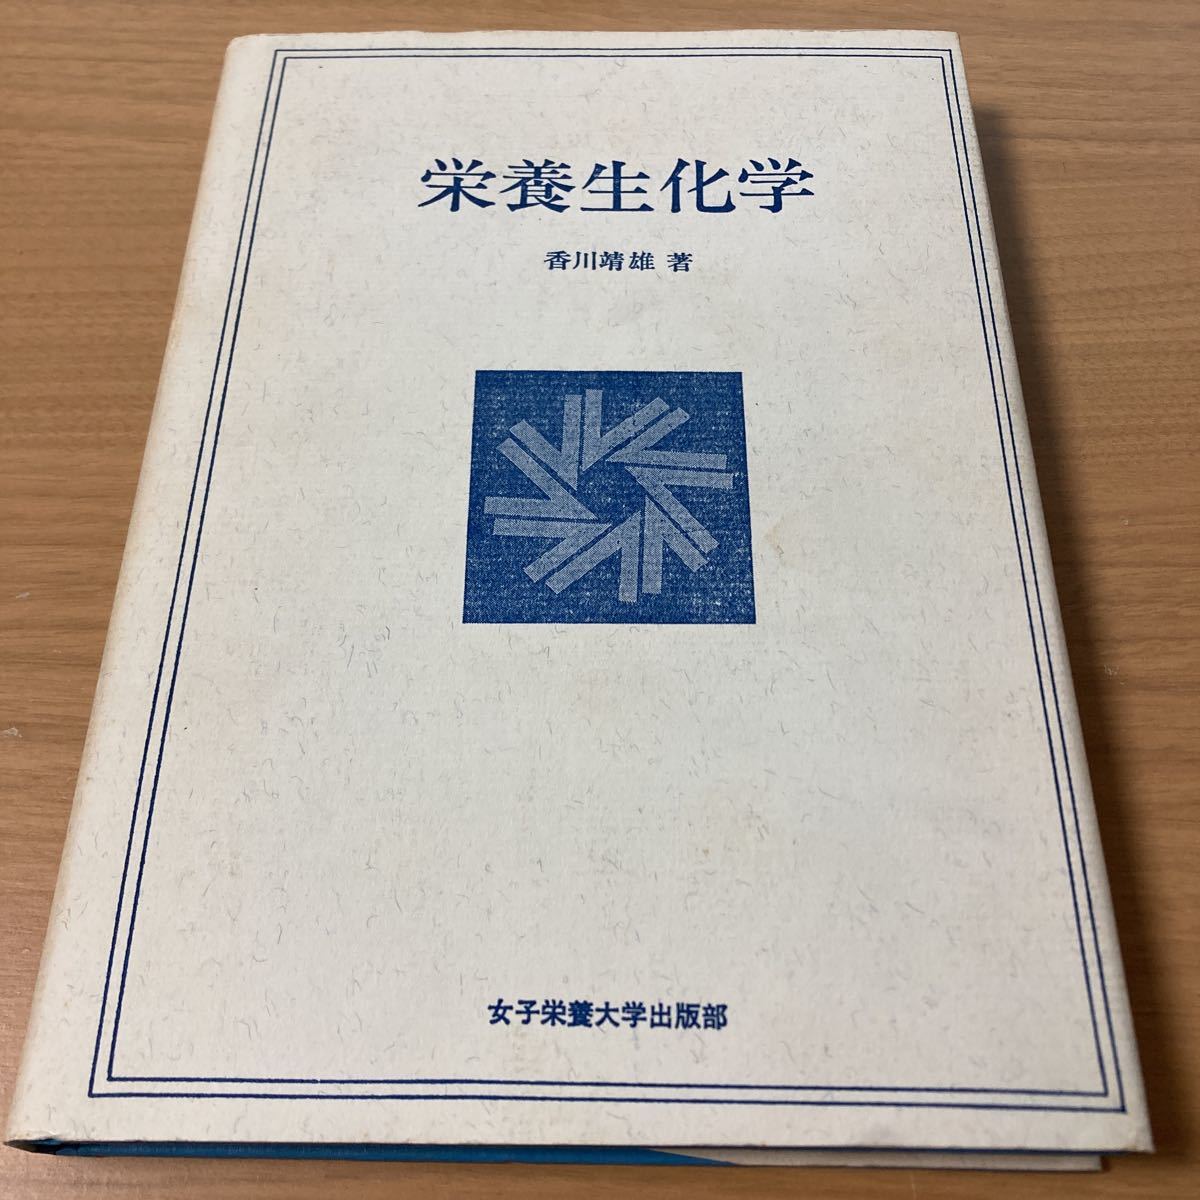 栄養生化学
香川靖雄 著
女子栄養大学出版部